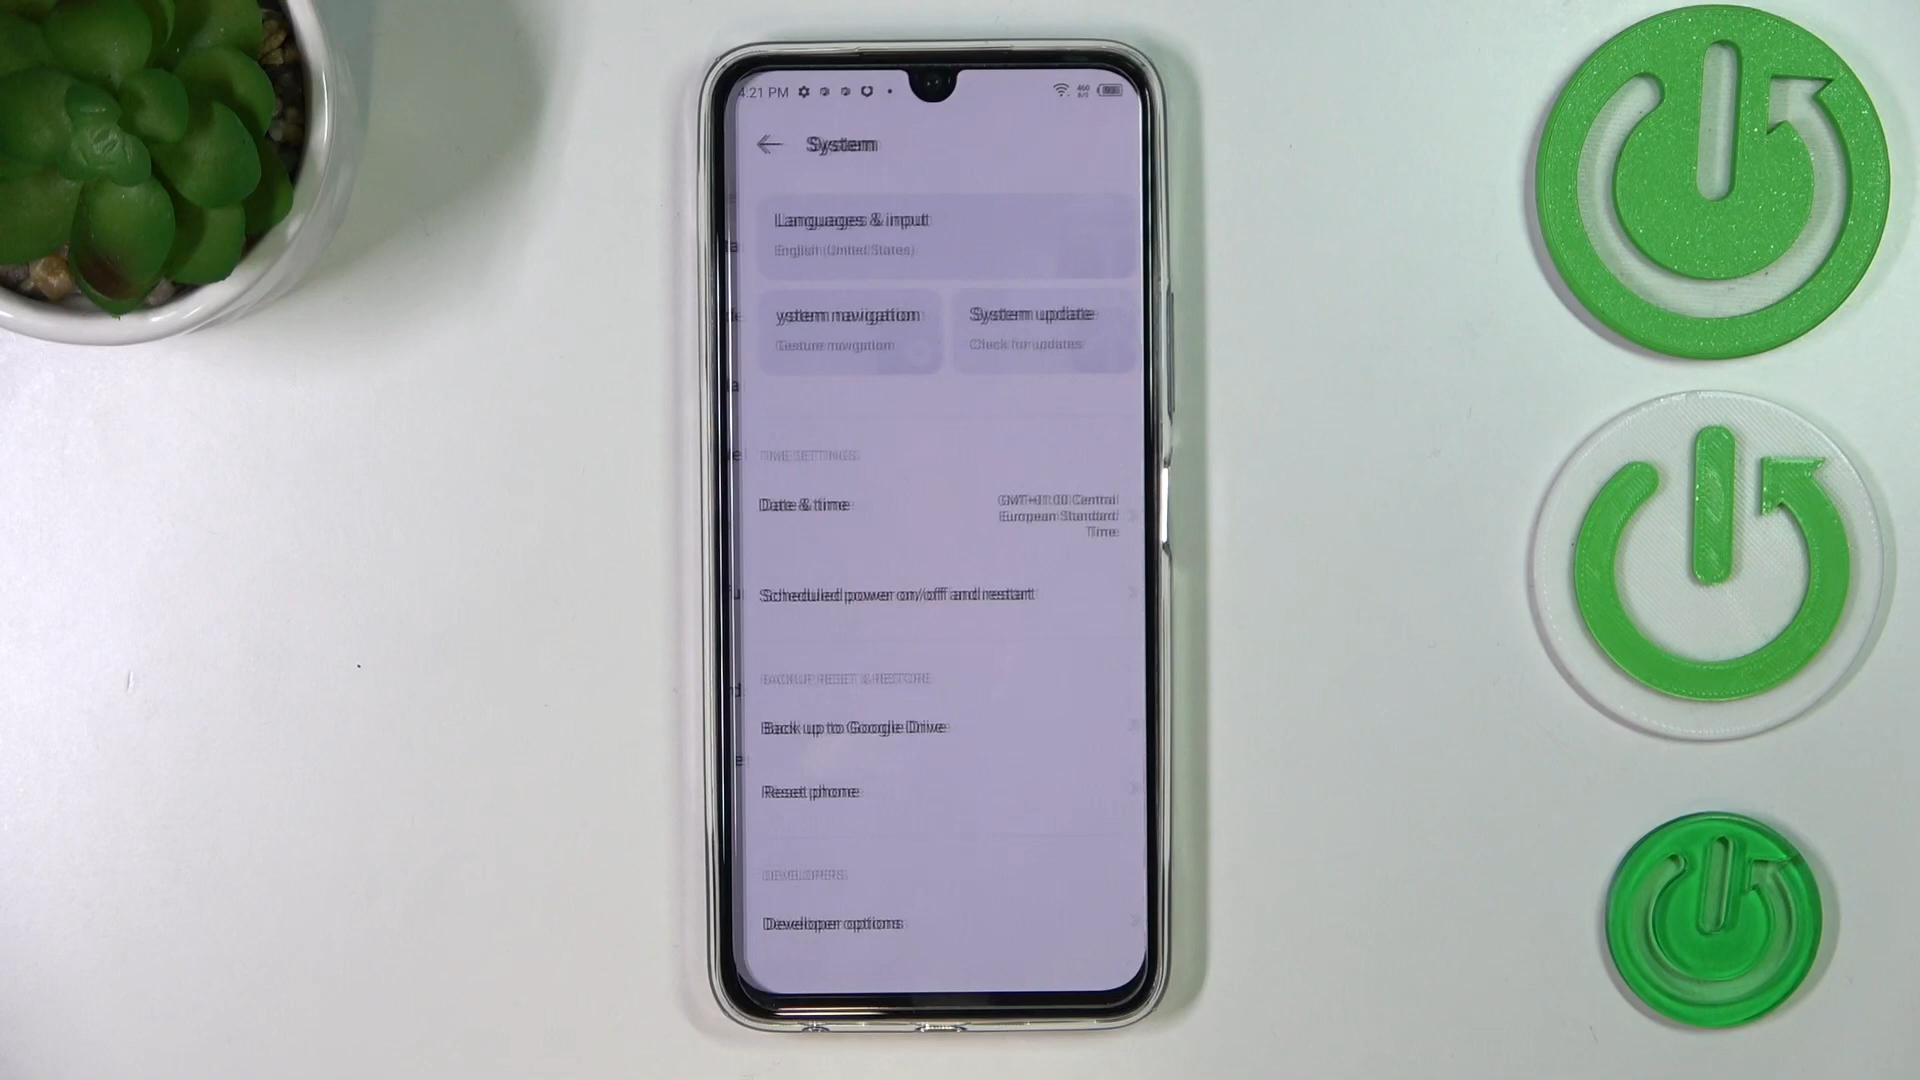 4:21 PM
System
Languages & input
English (United States)
ystem navigation
Gesture navigation
System update
Check for updates
TIME SETTINGS
Date & time
GMT+01:00 Central
European Standard
Time
Scheduled power on/off and restart
BACKUP RESET & RESTORE
Back up to Google Drive
Reset phone
DEVELOPERS
Developer options